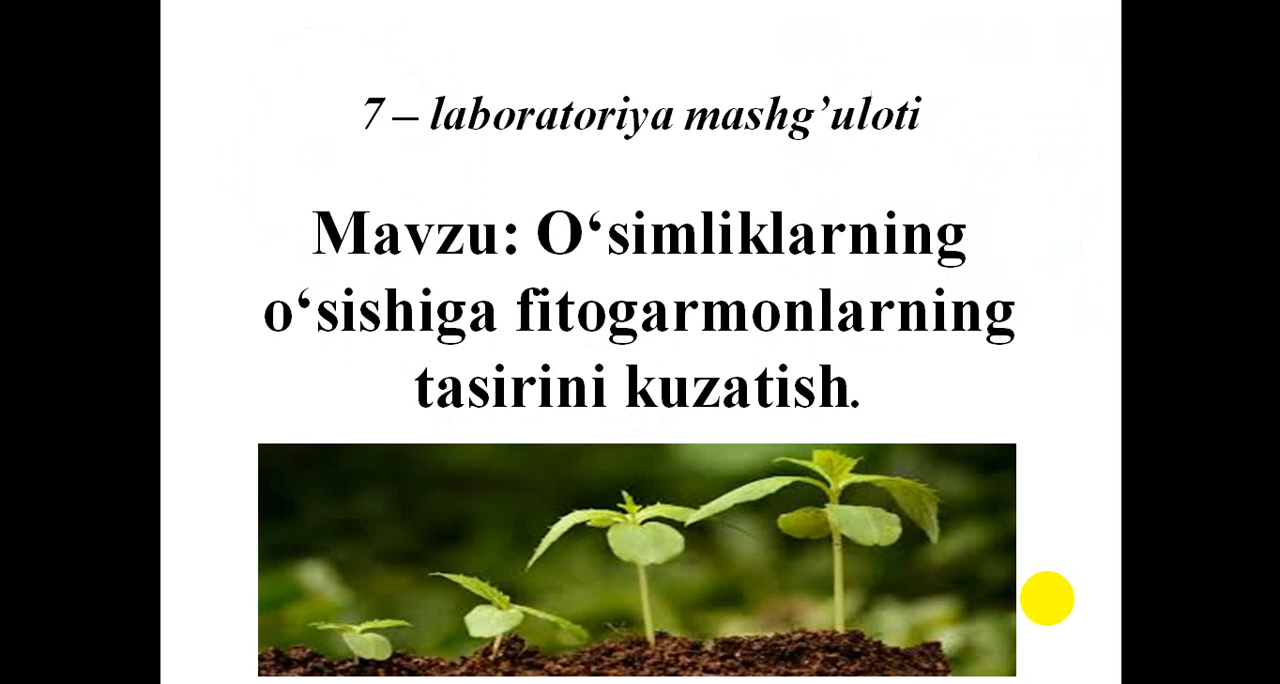 7 – laboratoriya mashg’uloti
Mavzu: O‘simliklarning
o‘sishiga fitogarmonlarning
tasirini kuzatish.